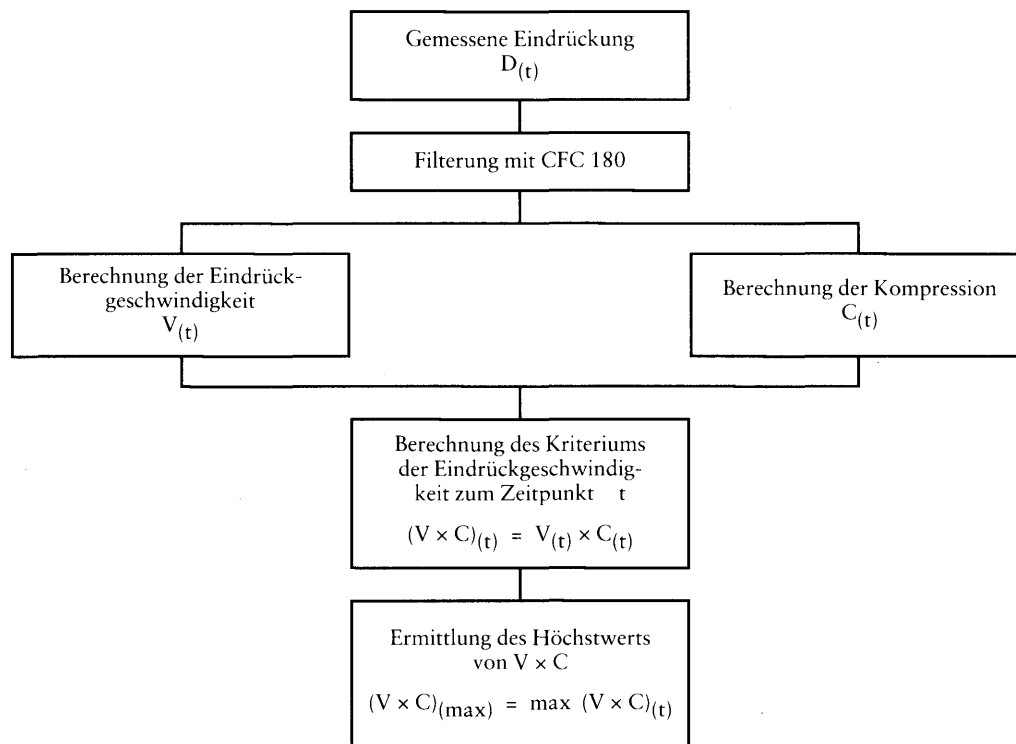 Gemessene Eindrückung
D(t)
Filterung mit CFC 180
Berechnung der Eindrück-
geschwindigkeit
V(t)
Berechnung der Kompression
C(t)
Berechnung des Kriteriums
der Eindrückgeschwindig-
keit zum Zeitpunkt t
(V × C)(t) = V(t) × C(t)
Ermittlung des Höchstwerts
von V × C
(V × C)(max) = max (V × C)(t)